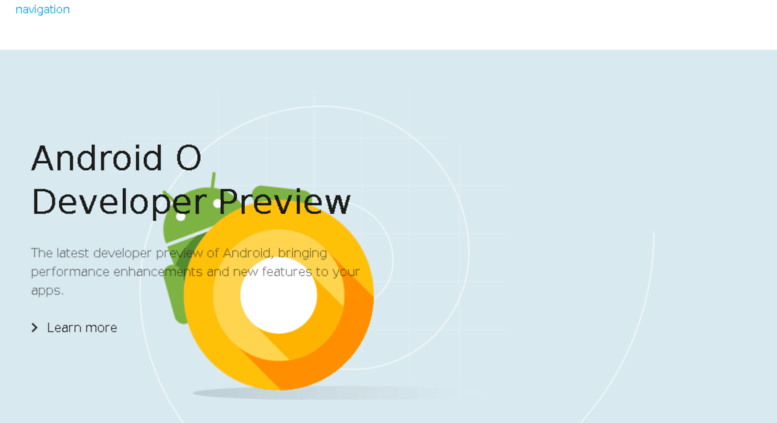 navigation
Android O
Developer Preview
The latest developer preview of Android, bringing
performance enhancements and new features to your
apps.
Learn more